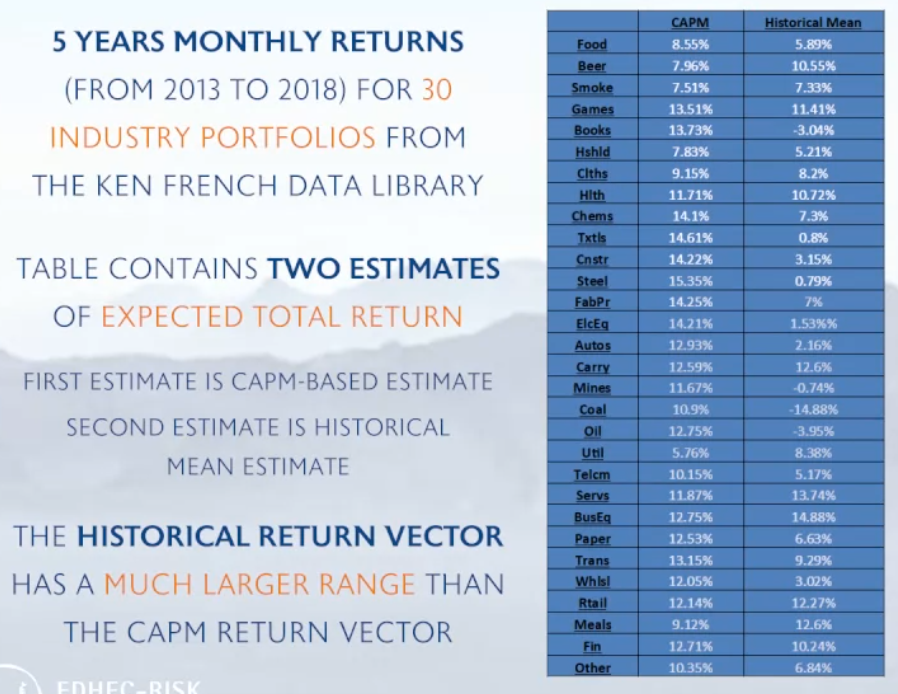 5 YEARS MONTHLY RETURNS
(FROM 2013 TO 2018) FOR 30
INDUSTRY PORTFOLIOS FROM
THE KEN FRENCH DATA LIBRARY
TABLE CONTAINS TWO ESTIMATES
OF EXPECTED TOTAL RETURN
FIRST ESTIMATE IS CAPM-BASED ESTIMATE
SECOND ESTIMATE IS HISTORICAL
MEAN ESTIMATE
THE HISTORICAL RETURN VECTOR
HAS A MUCH LARGER RANGE THAN
THE CAPM RETURN VECTOR
EDHEC-RISK
CAPM Historical Mean
Food 8.55% 5.89%
Beer 7.96% 10.55%
Smoke 7.51% 7.33%
Games 13.51% 11.41%
Books 13.73% -3.04%
Hshld 7.83% 5.21%
Clths 9.15% 8.2%
Hlth 11.71% 10.72%
Chems 14.1% 7.3%
Txtls 14.61% 0.8%
Cnstr 14.22% 3.15%
Steel 15.35% 0.79%
FabPr 14.25% 7%
ElcEq 14.21% 1.53%%
Autos 12.93% 2.16%
Carry 12.59% 12.6%
Mines 11.67% -0.74%
Coal 10.9% -14.88%
Oil 12.75% -3.95%
Util 5.76% 8.38%
Telcm 10.15% 5.17%
Servs 11.87% 13.74%
BusEq 12.75% 14.88%
Paper 12.53% 6.63%
Trans 13.15% 9.29%
Whlsl 12.05% 3.02%
Rtail 12.14% 12.27%
Meals 9.12% 12.6%
Fin 12.71% 10.24%
Other 10.35% 6.84%